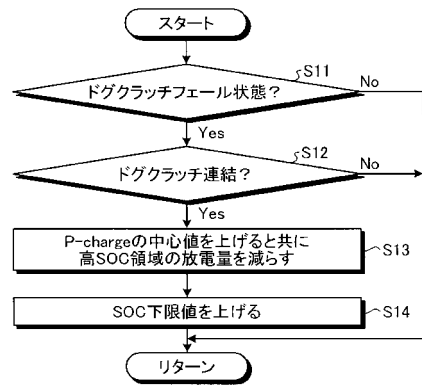 スタート
S11
ドグクラッチフェール状態？
No
Yes
S12
ドグクラッチ連結？
No
Yes
P-chargeの中心値を上げると共に
高SOC領域の放電量を減らす
S13
SOC下限値を上げる
S14
リターン